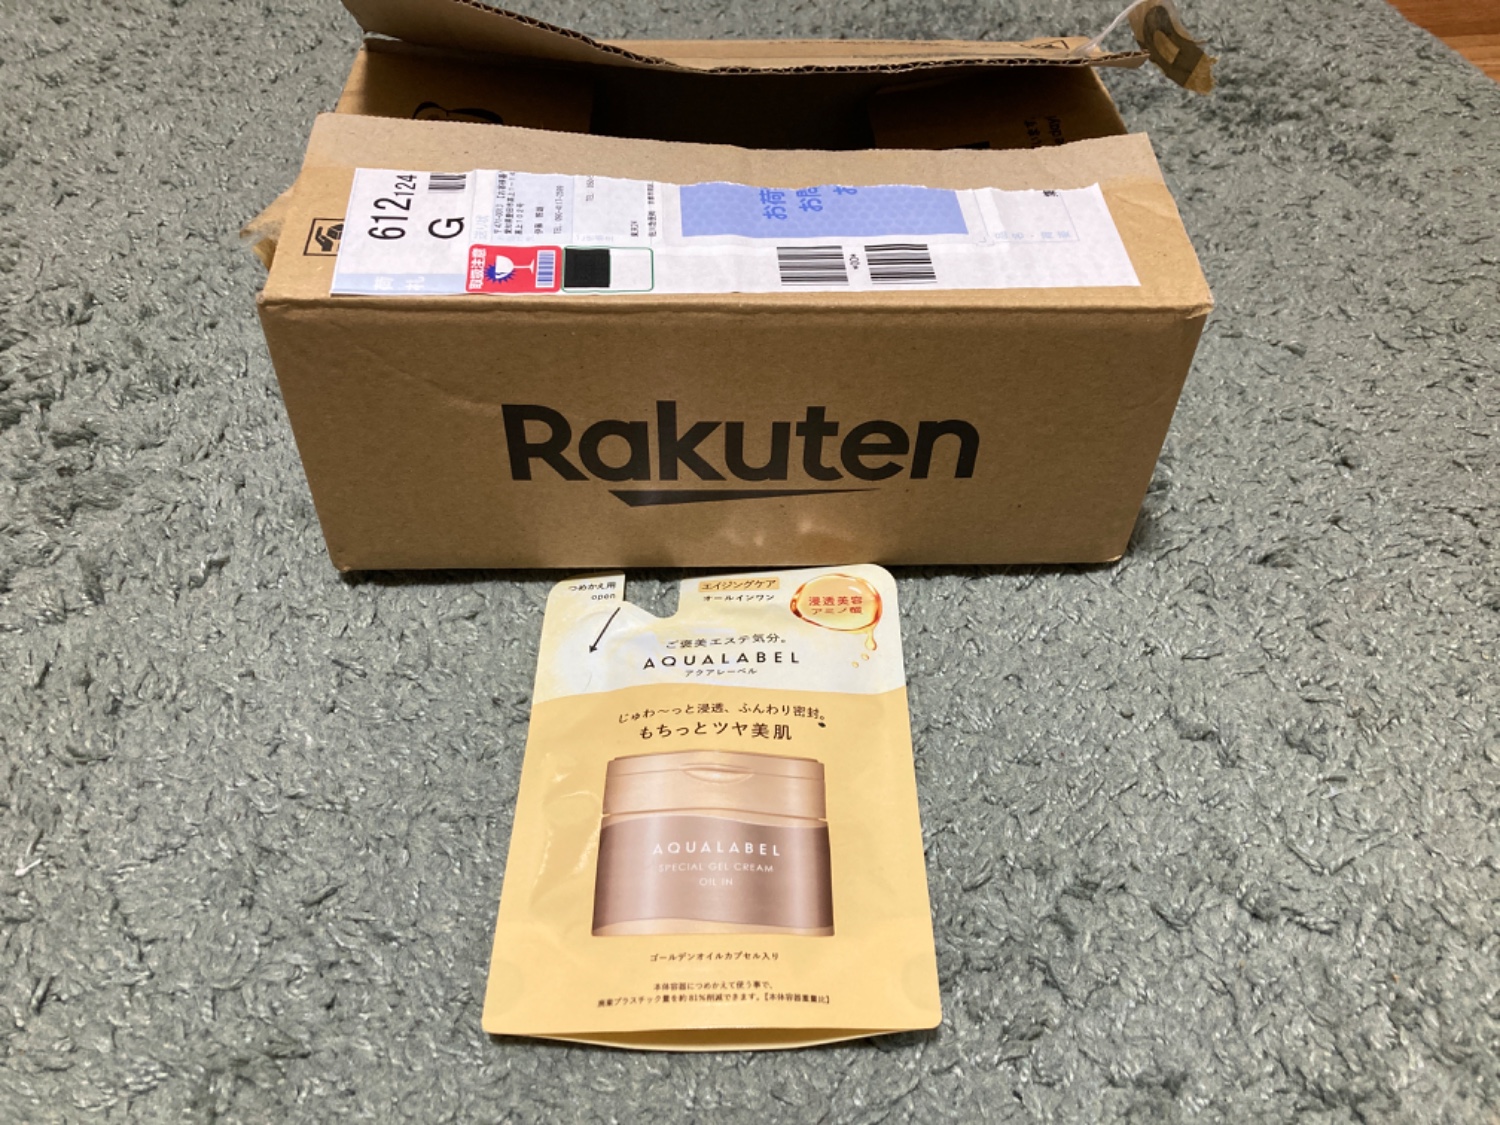 612
124
G
取扱注意
Rakuten
つめかえ用
open
エイジングケア
オールインワン
浸透美容
アミノ酸
ご褒美エステ気分。
AQUALABEL
アクアレーベル
じゅわ〜っと浸透、ふんわり密封。
もちっとツヤ美肌
AQUALABEL
SPECIAL GEL CREAM
OIL IN
ゴールデンオイルカプセル入り
本体容器につめかえて使う事で、
廃棄プラスチック量を約81%削減できます。【本体容器重量比】